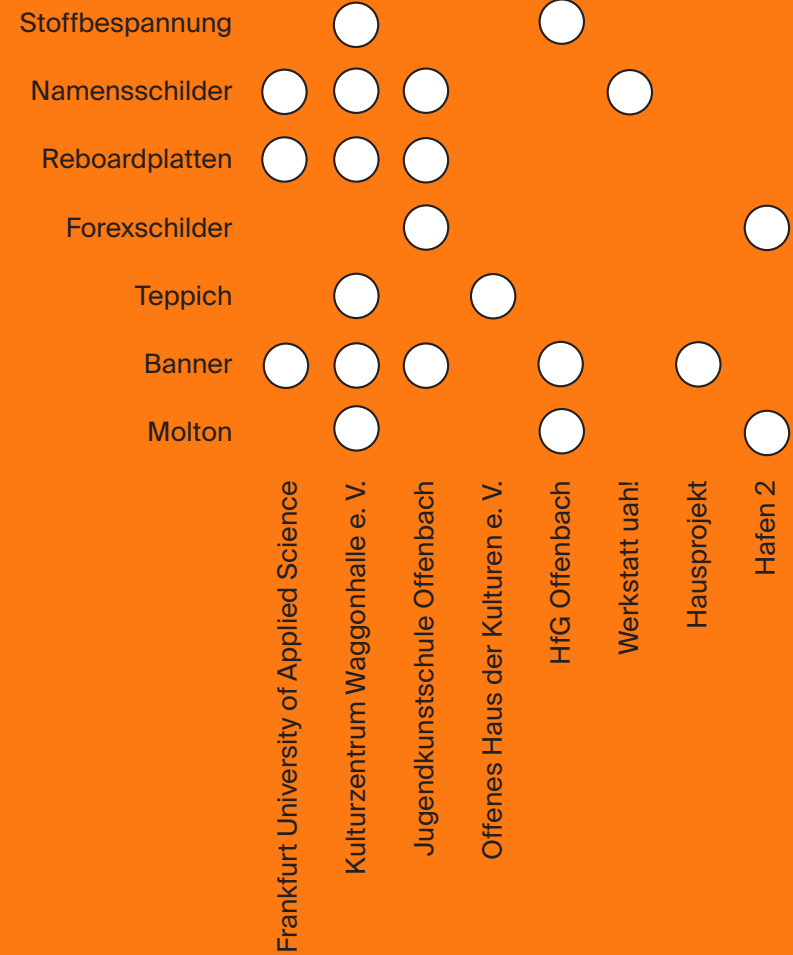 Stoffbespannung
Namensschilder
Reboardplatten
Forexschilder
Teppich
Banner
Molton
Frankfurt University of Applied Science
Kulturzentrum Waggonhalle e. V.
Jugendkunstschule Offenbach
Offenes Haus der Kulturen e. V.
HfG Offenbach
Werkstatt uah!
Hausprojekt
Hafen 2